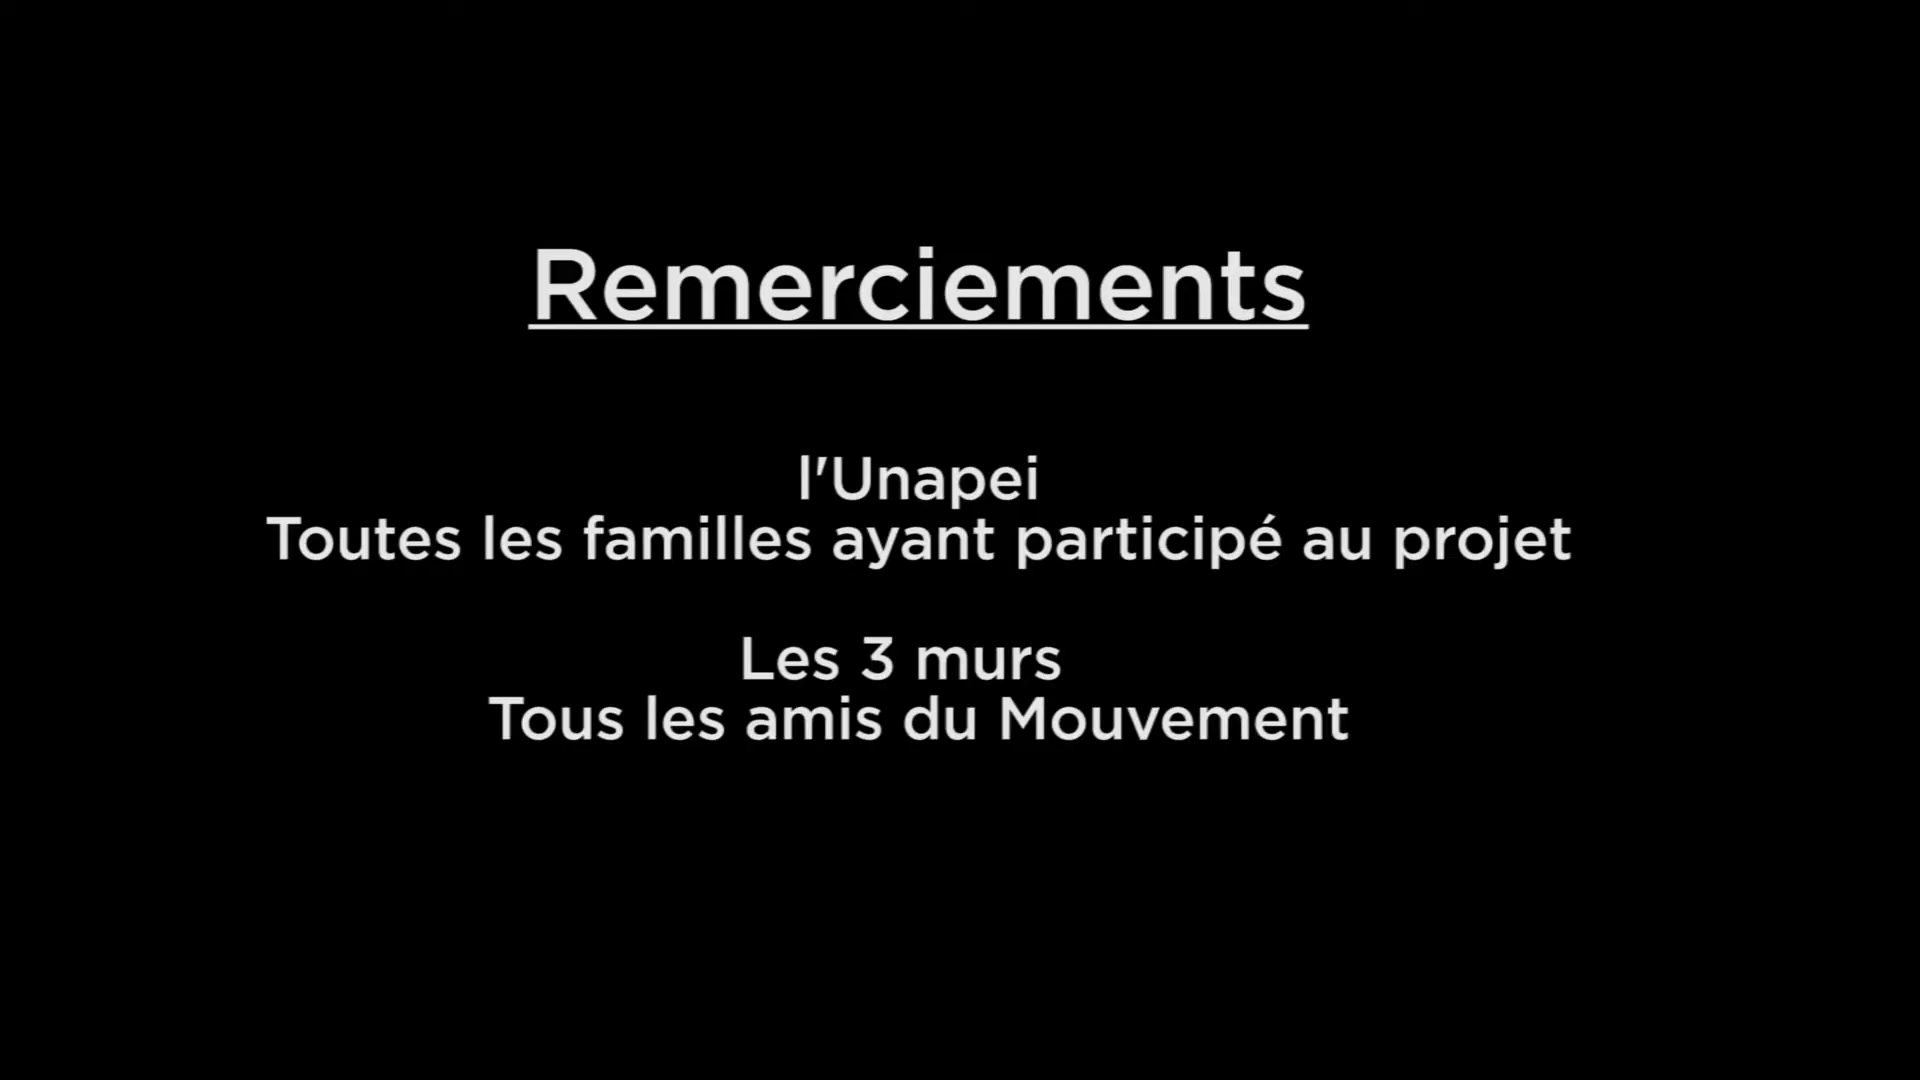 Remerciements
l'Unapei
Toutes les familles ayant participé au projet
Les 3 murs
Tous les amis du Mouvement